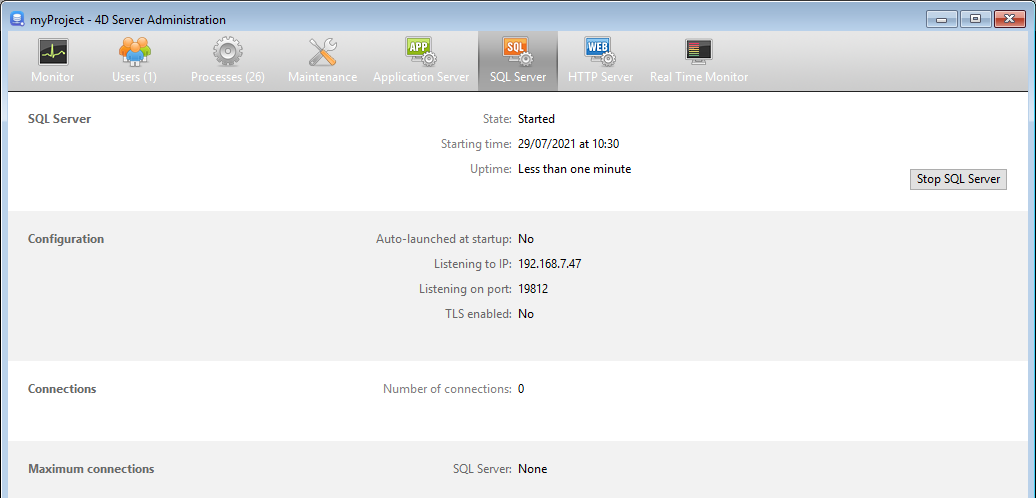 myProject - 4D Server Administration
Monitor Users (1) Processes (26) Maintenance Application Server SQL Server HTTP Server Real Time Monitor
APP SQL WEB
SQL Server State: Started
Starting time: 29/07/2021 at 10:30
Uptime: Less than one minute
Stop SQL Server
Configuration Auto-launched at startup: No
Listening to IP: 192.168.7.47
Listening on port: 19812
TLS enabled: No
Connections Number of connections: 0
Maximum connections SQL Server: None